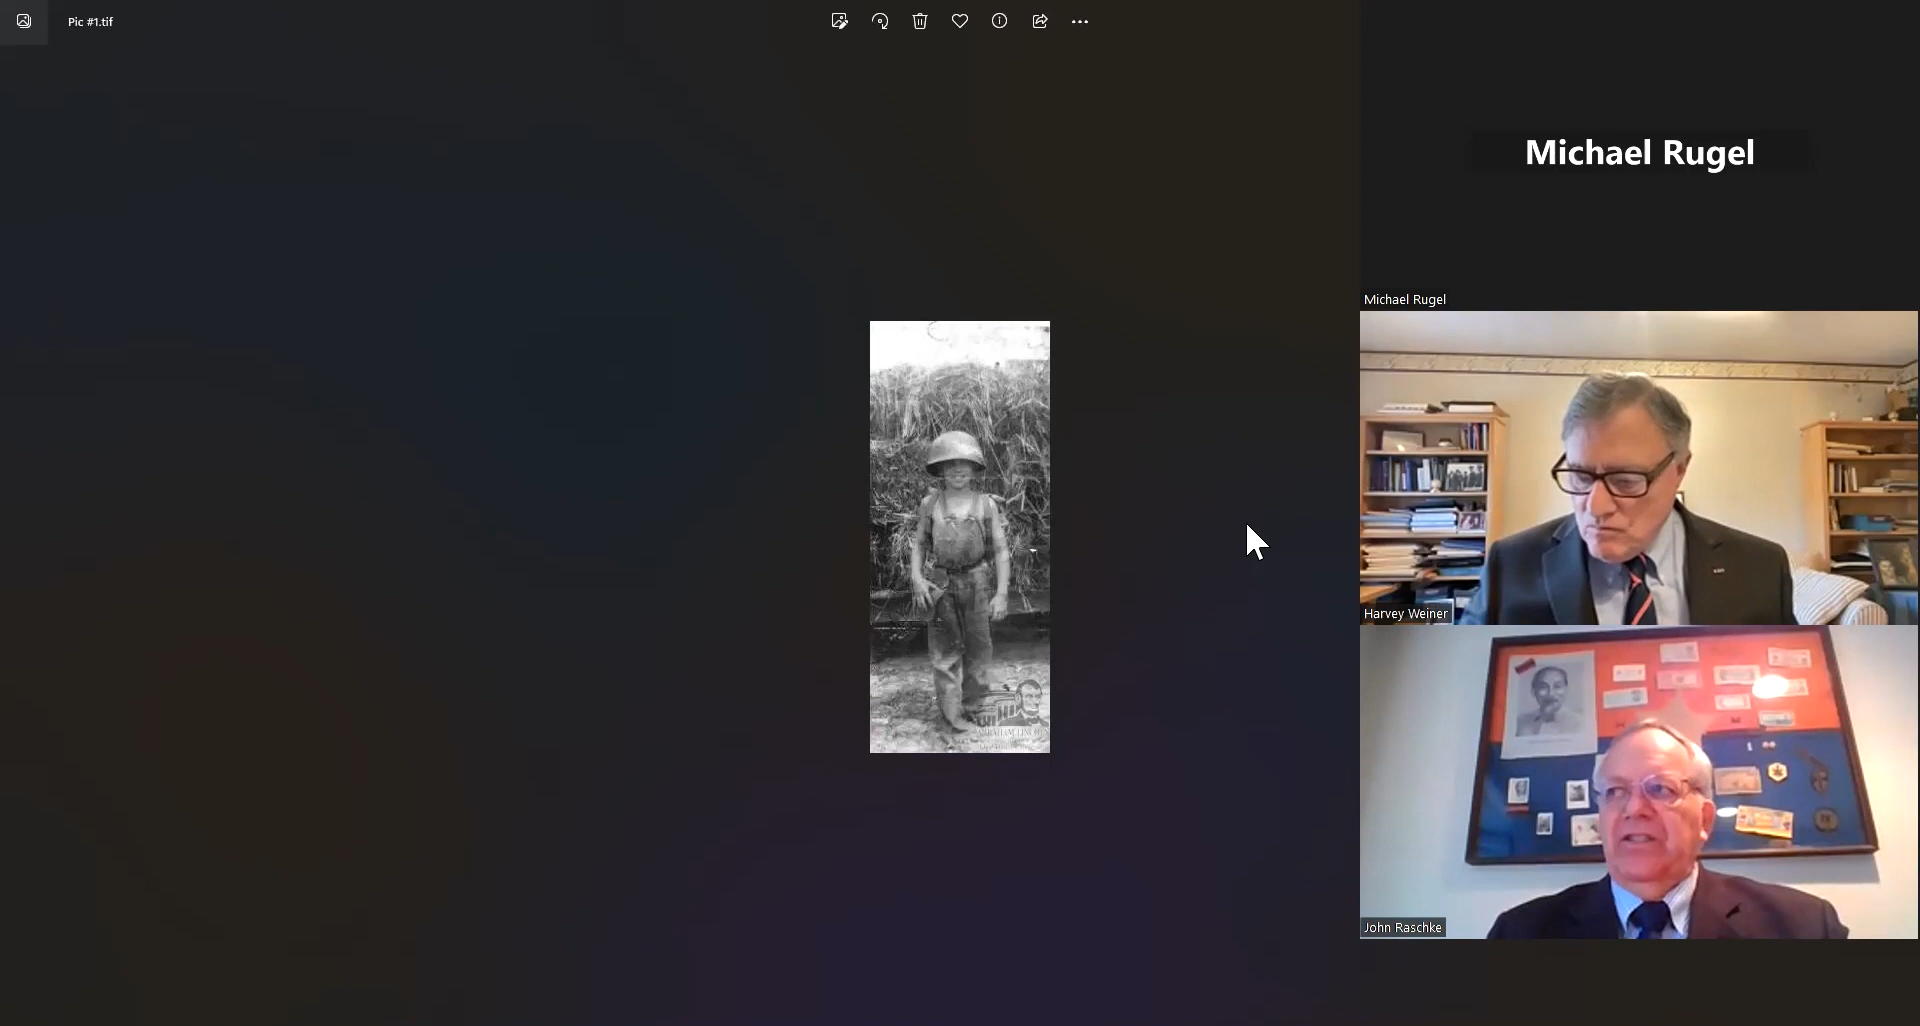 Pic #1.tif
Michael Rugel
Michael Rugel
Harvey Weiner
John Raschke